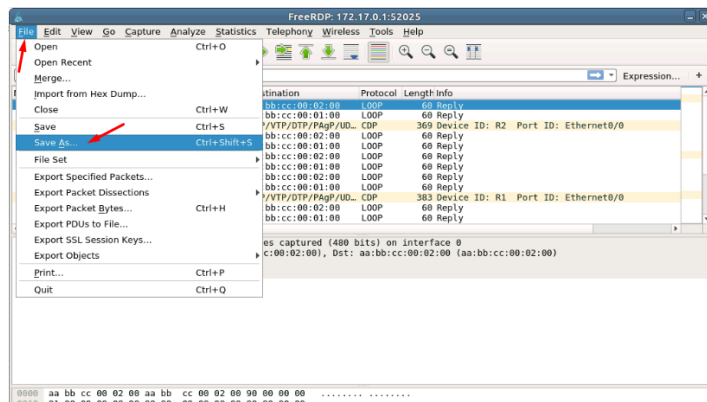 FreeRDP: 172.17.0.1:52025
File Edit View Go Capture Analyze Statistics Telephony Wireless Tools Help
Open Ctrl+O
Open Recent
Merge... Expression... +
Import from Hex Dump... stination Protocol Length Info
Close Ctrl+W bb:cc:00:02:00 LOOP 60 Reply
bb:cc:00:01:00 LOOP 60 Reply
Save Ctrl+S /VTP/DTP/PAgP/UD… CDP 369 Device ID: R2 Port ID: Ethernet0/0
bb:cc:00:02:00 LOOP 60 Reply
Save As... Ctrl+Shift+S bb:cc:00:01:00 LOOP 60 Reply
File Set bb:cc:00:02:00 LOOP 60 Reply
bb:cc:00:01:00 LOOP 60 Reply
Export Specified Packets... bb:cc:00:02:00 LOOP 60 Reply
bb:cc:00:01:00 LOOP 60 Reply
Export Packet Dissections /VTP/DTP/PAgP/UD… CDP 383 Device ID: R1 Port ID: Ethernet0/0
Export Packet Bytes... Ctrl+H bb:cc:00:02:00 LOOP 60 Reply
bb:cc:00:01:00 LOOP 60 Reply
Export PDUs to File...
Export SSL Session Keys... es captured (480 bits) on interface 0
Export Objects c:00:02:00), Dst: aa:bb:cc:00:02:00 (aa:bb:cc:00:02:00)
Print... Ctrl+P
Quit Ctrl+Q
0000 aa bb cc 00 02 00 aa bb cc 00 02 00 90 00 00 00 ........ ........